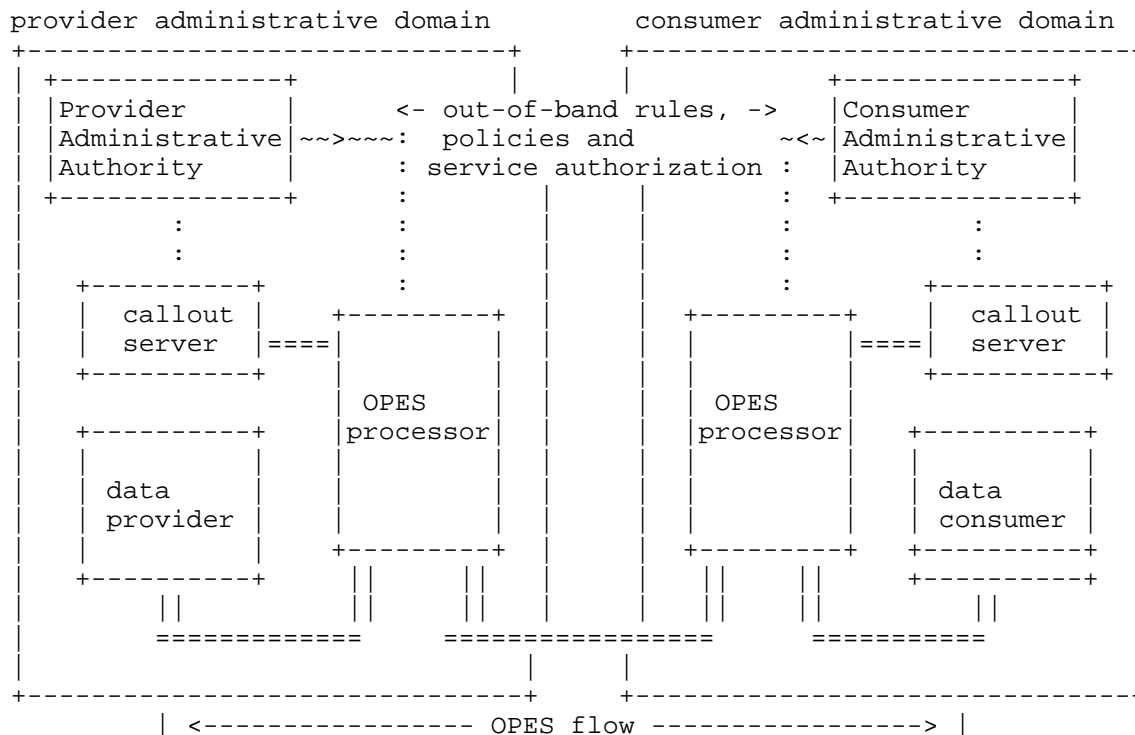 provider administrative domain
consumer administrative domain
Provider
Administrative
Authority
<- out-of-band rules, ->
policies and
service authorization
Consumer
Administrative
Authority
callout
server
OPES
processor
data
provider
callout
server
OPES
processor
data
consumer
<---------------- OPES flow ----------------->